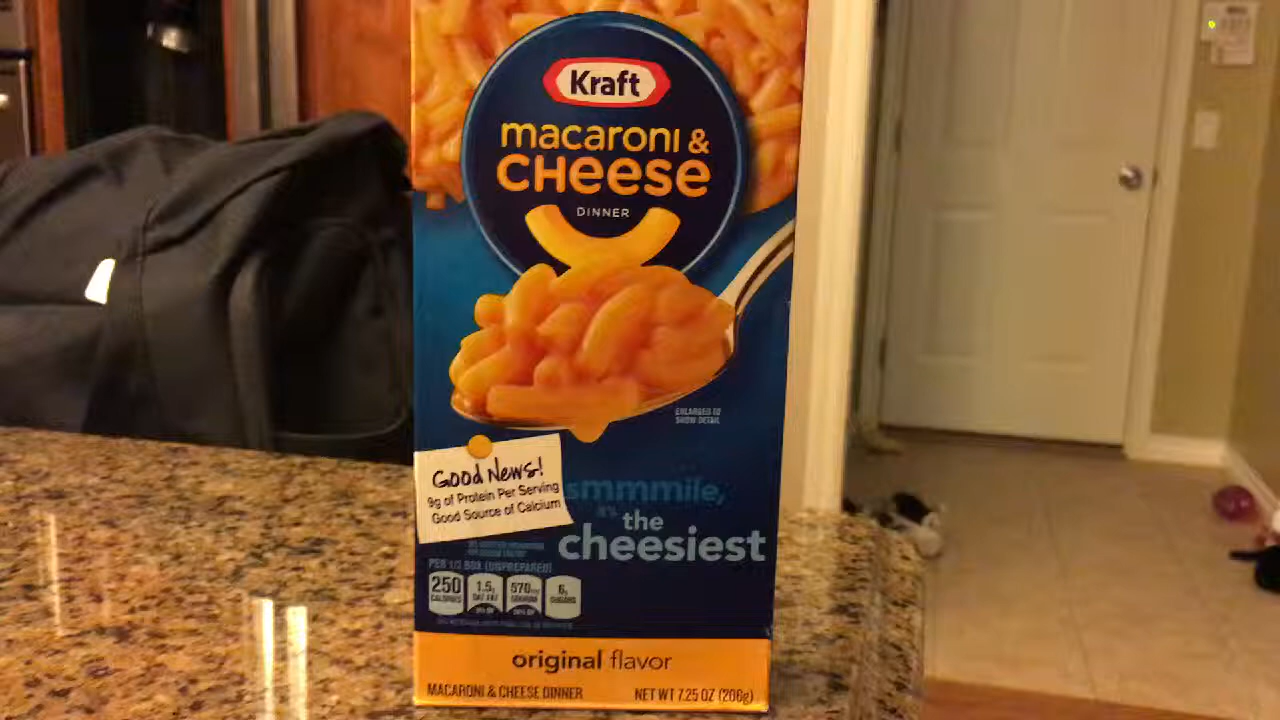 Kraft
macaroni &
CHeese
DINNER
ENLARGED TO
SHOW DETAIL
Good News!
9g of Protein Per Serving
Good Source of Calcium
smmmile,
it's
the
cheesiest
PER 1/3 BOX (UNPREPARED)
250 1.5g 570mg 6g
CALORIES SAT FAT SODIUM SUGARS
original flavor
MACARONI & CHEESE DINNER NET WT 7.25 OZ (206g)